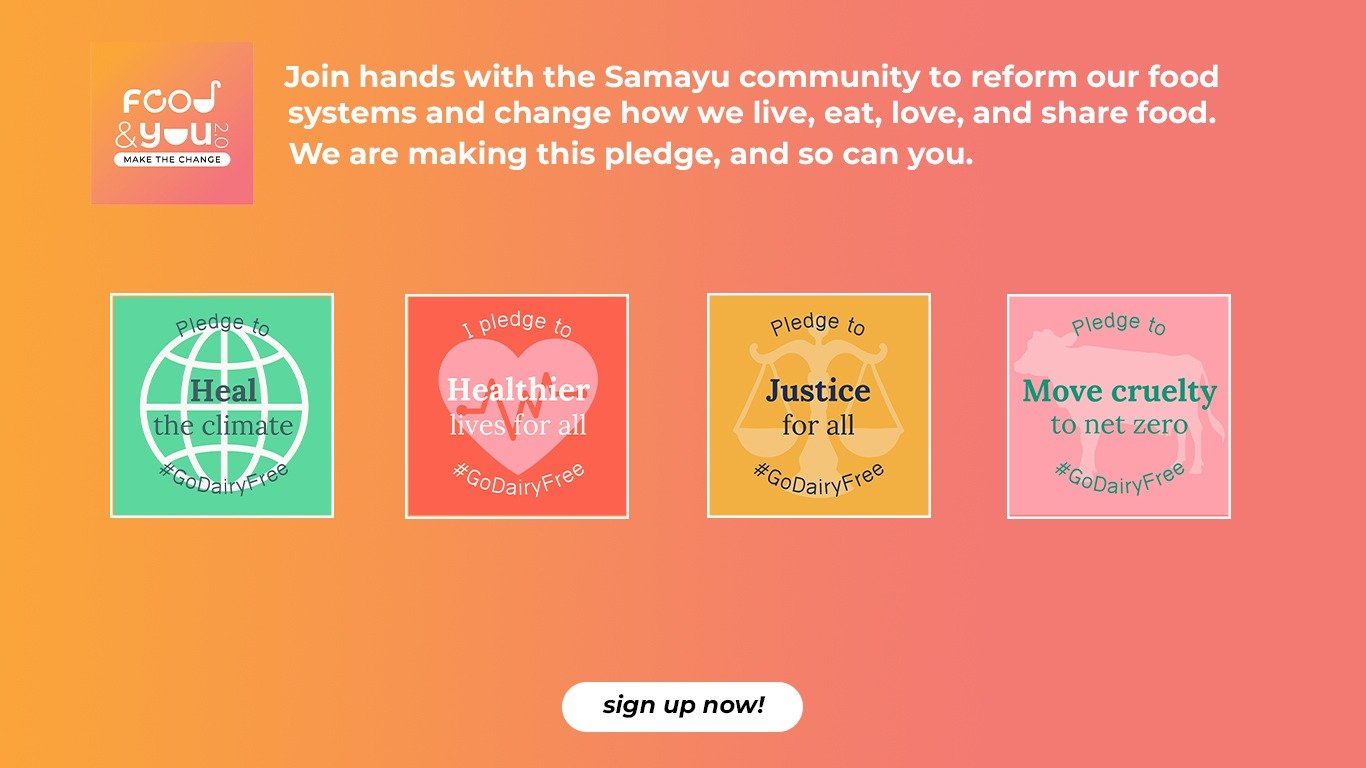 FOOD
&you 2.0
MAKE THE CHANGE
Join hands with the Samayu community to reform our food
systems and change how we live, eat, love, and share food.
We are making this pledge, and so can you.
Pledge to
Heal
the climate
#GoDairyFree
I pledge to
Healthier
lives for all
#GoDairyFree
Pledge to
Justice
for all
#GoDairyFree
Pledge to
Move cruelty
to net zero
#GoDairyFree
sign up now!